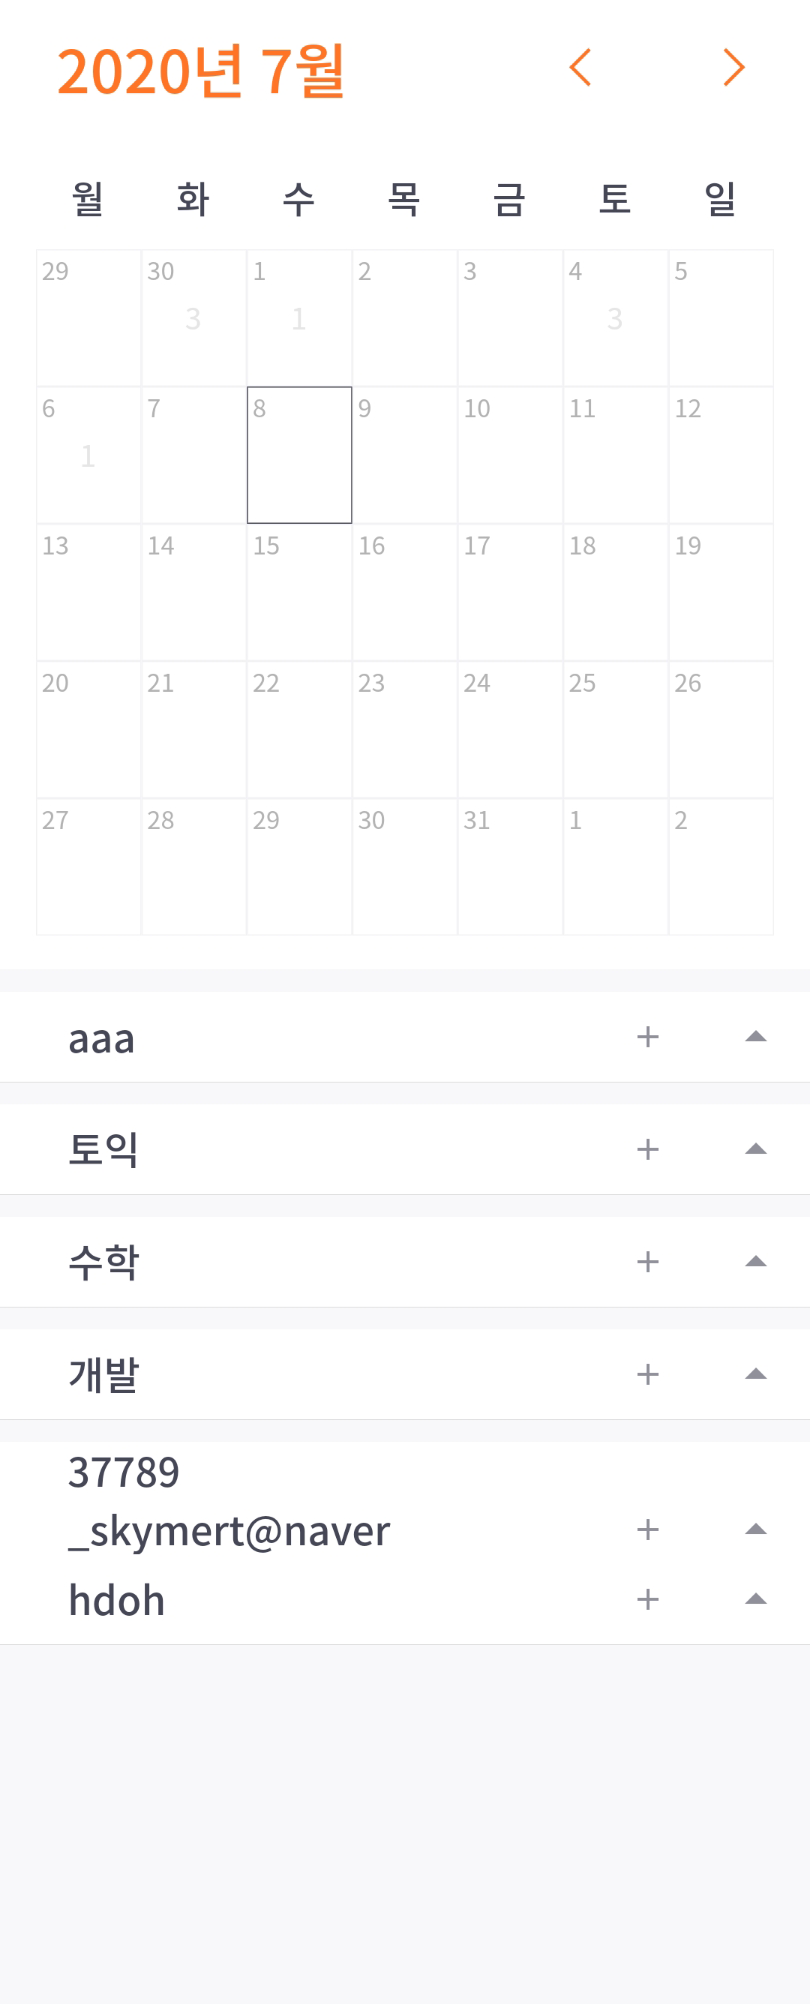 2020년 7월
월 화 수 목 금 토 일
29 30 1 2 3 4 5
3 1 3
6 7 8 9 10 11 12
1
13 14 15 16 17 18 19
20 21 22 23 24 25 26
27 28 29 30 31 1 2
aaa +
토익 +
수학 +
개발 +
37789
_skymert@naver +
hdoh +